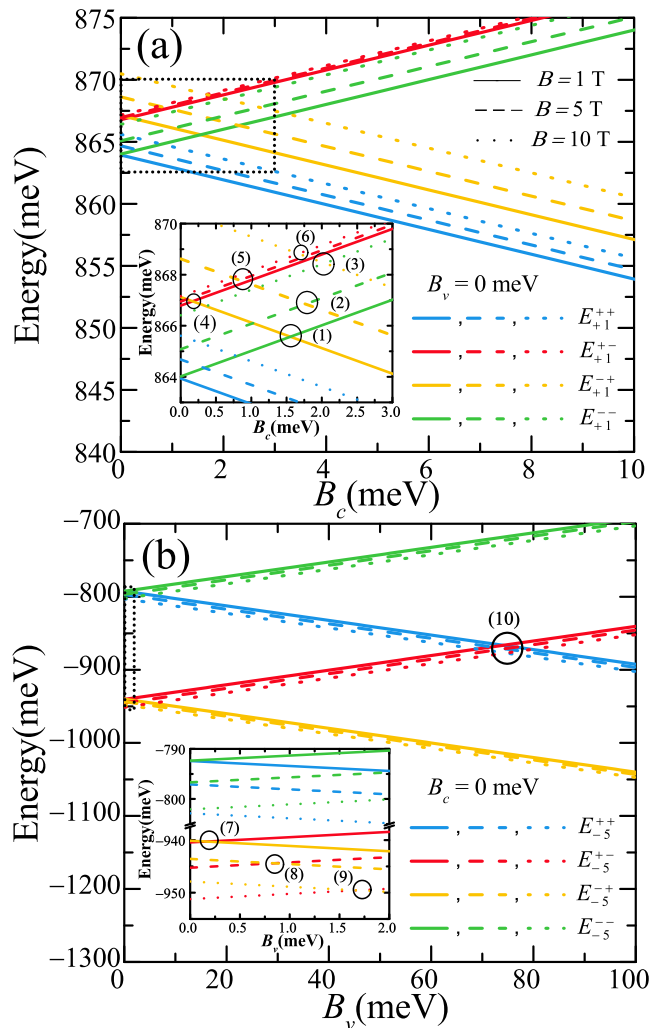 875
870
865
860
855
850
845
840
Energy(meV)
(a)
B = 1 T
B = 5 T
B = 10 T
870
868
866
864
Energy(meV)
(1)
(2)
(3)
(4)
(5)
(6)
0.0 0.5 1.0 1.5 2.0 2.5 3.0
B_c(meV)
B_v = 0 meV
, , E_{+1}^{++}
, , E_{+1}^{+-}
, , E_{+1}^{-+}
, , E_{+1}^{--}
0 2 4 6 8 10
B_c(meV)
−700
−800
−900
−1000
−1100
−1200
−1300
Energy(meV)
(b)
(10)
−790
−800
−940
−950
Energy(meV)
(7)
(8)
(9)
0.0 0.5 1.0 1.5 2.0
B_v(meV)
B_c = 0 meV
, , E_{-5}^{++}
, , E_{-5}^{+-}
, , E_{-5}^{-+}
, , E_{-5}^{--}
0 20 40 60 80 100
B_v(meV)